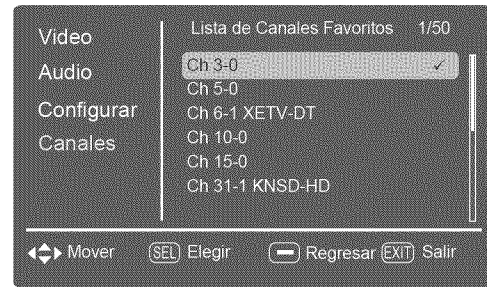 Video
Audio
Configurar
Canales
Lista de Canales Favoritos 1/50
Ch 3-0 ✓
Ch 5-0
Ch 6-1 XETV-DT
Ch 10-0
Ch 15-0
Ch 31-1 KNSD-HD
Mover SEL Elegir Regresar EXIT Salir